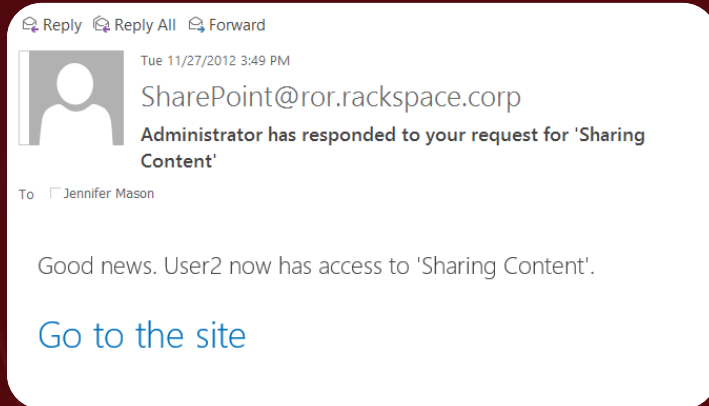 Reply Reply All Forward
Tue 11/27/2012 3:49 PM
SharePoint@ror.rackspace.corp
Administrator has responded to your request for 'Sharing
Content'
To Jennifer Mason
Good news. User2 now has access to 'Sharing Content'.
Go to the site